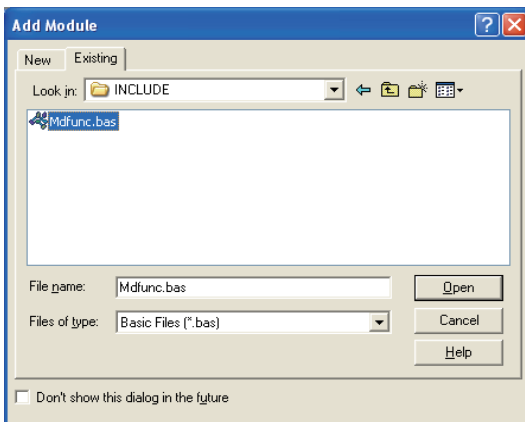 Add Module
New Existing
Look in: INCLUDE
Mdfunc.bas
File name: Mdfunc.bas Open
Files of type: Basic Files (*.bas) Cancel
Help
Don't show this dialog in the future